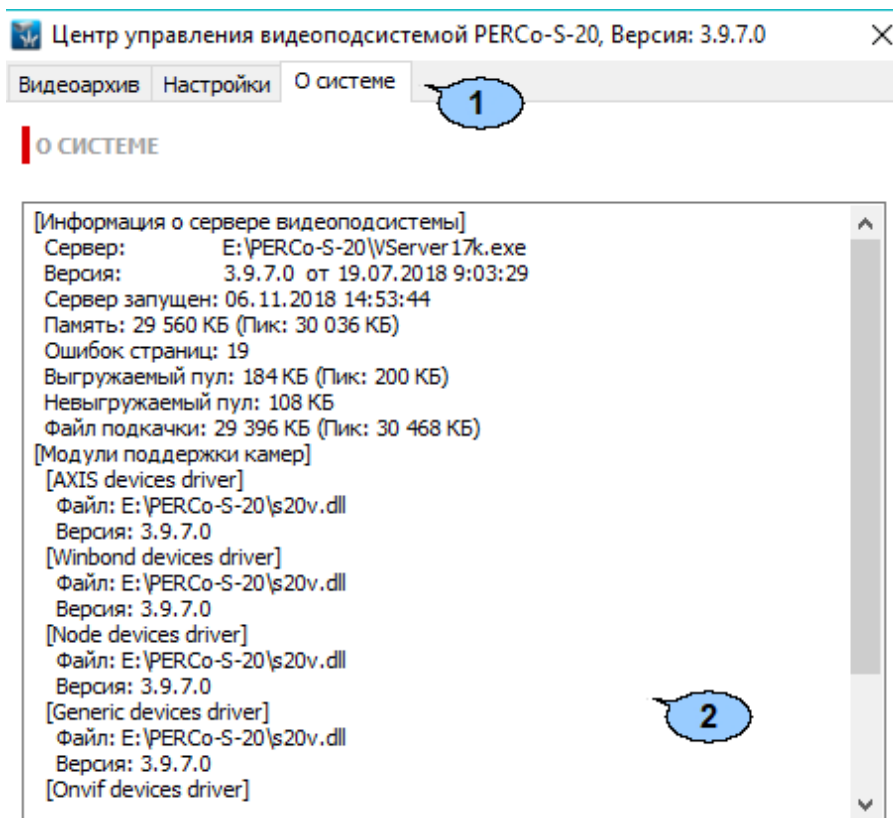 Центр управления видеоподсистемой PERCo-S-20, Версия: 3.9.7.0
Видеоархив Настройки О системе
1
О СИСТЕМЕ
[Информация о сервере видеоподсистемы]
Сервер: E:\PERCo-S-20\VServer17k.exe
Версия: 3.9.7.0 от 19.07.2018 9:03:29
Сервер запущен: 06.11.2018 14:53:44
Память: 29 560 КБ (Пик: 30 036 КБ)
Ошибок страниц: 19
Выгружаемый пул: 184 КБ (Пик: 200 КБ)
Невыгружаемый пул: 108 КБ
Файл подкачки: 29 396 КБ (Пик: 30 468 КБ)
[Модули поддержки камер]
[AXIS devices driver]
Файл: E:\PERCo-S-20\s20v.dll
Версия: 3.9.7.0
[Winbond devices driver]
Файл: E:\PERCo-S-20\s20v.dll
Версия: 3.9.7.0
[Node devices driver]
Файл: E:\PERCo-S-20\s20v.dll
Версия: 3.9.7.0
[Generic devices driver]
2
Файл: E:\PERCo-S-20\s20v.dll
Версия: 3.9.7.0
[Onvif devices driver]